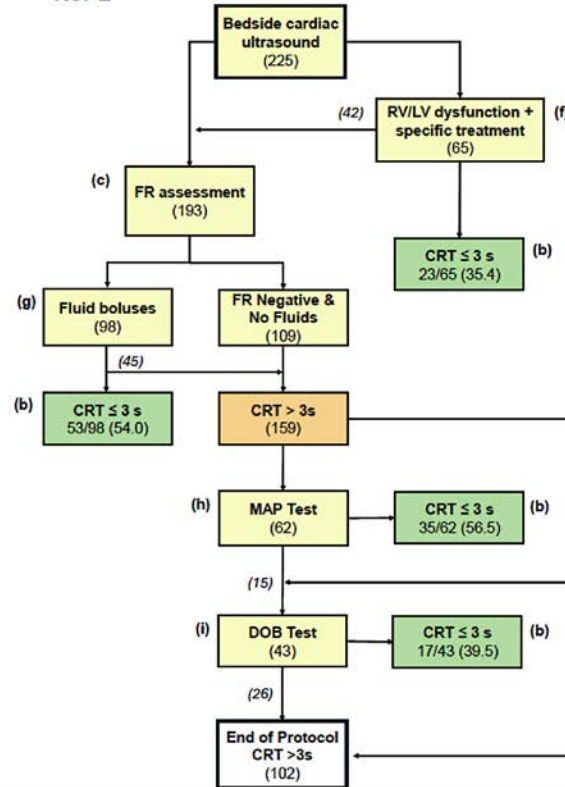 Bedside cardiac
ultrasound
(225)
(42)
RV/LV dysfunction +
specific treatment
(65)
(f)
(c)
FR assessment
(193)
CRT ≤ 3 s
23/65 (35.4)
(b)
(g)
Fluid boluses
(98)
FR Negative &
No Fluids
(109)
(45)
(b)
CRT ≤ 3 s
53/98 (54.0)
CRT > 3s
(159)
(h)
MAP Test
(62)
CRT ≤ 3 s
35/62 (56.5)
(b)
(15)
(i)
DOB Test
(43)
CRT ≤ 3 s
17/43 (39.5)
(b)
(26)
End of Protocol
CRT >3s
(102)